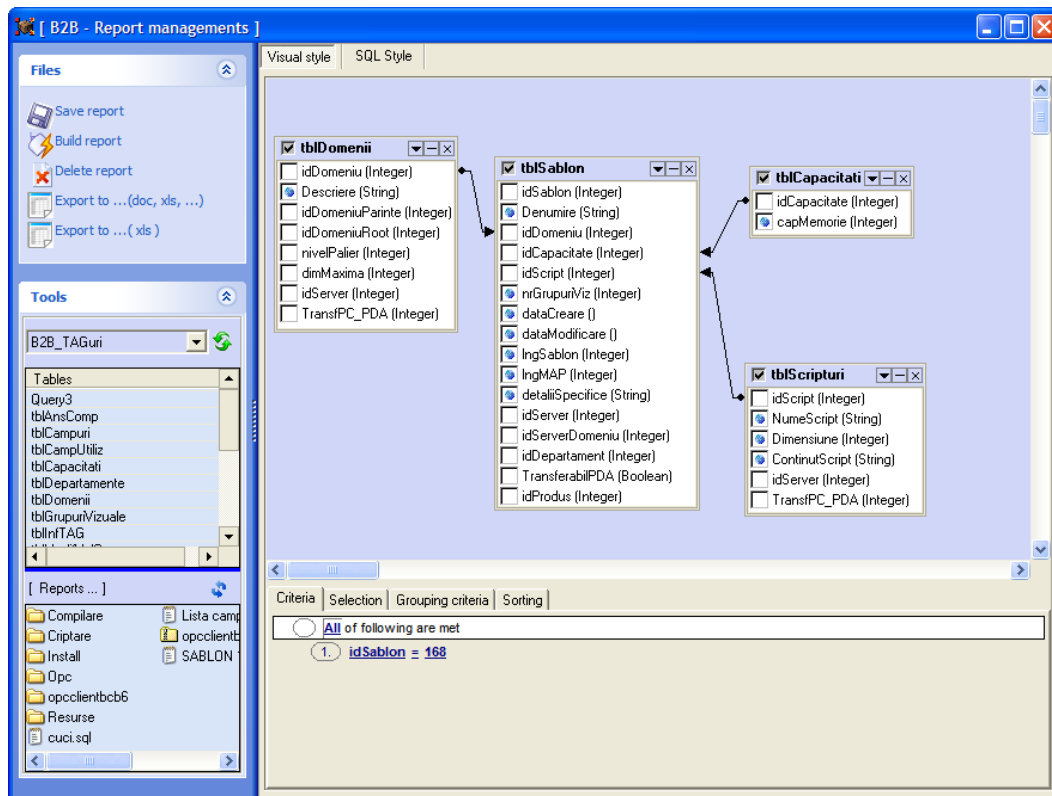 [ B2B - Report managements ]
Files
Save report
Build report
Delete report
Export to ...(doc, xls, ...)
Export to ...( xls )
Tools
B2B_TAGuri
Tables
Query3
tblAnsComp
tblCampuri
tblCampUtiliz
tblCapacitati
tblDepartamente
tblDomenii
tblGrupuriVizuale
tblInfTAG
[ Reports ... ]
Compilare
Criptare
Install
Opc
opcclientbcb6
Resurse
cuci.sql
Lista camp
opcclientb
SABLON
Visual style
SQL Style
tblDomenii
idDomeniu (Integer)
Descriere (String)
idDomeniuParinte (Integer)
idDomeniuRoot (Integer)
nivelPalier (Integer)
dimMaxima (Integer)
idServer (Integer)
TransfPC_PDA (Integer)
tblSablon
idSablon (Integer)
Denumire (String)
idDomeniu (Integer)
idCapacitate (Integer)
idScript (Integer)
nrGrupuriViz (Integer)
dataCreare ()
dataModificare ()
lngSablon (Integer)
lngMAP (Integer)
detaliiSpecifice (String)
idServer (Integer)
idServerDomeniu (Integer)
idDepartament (Integer)
TransferabilPDA (Boolean)
idProdus (Integer)
tblCapacitati
idCapacitate (Integer)
capMemorie (Integer)
tblScripturi
idScript (Integer)
NumeScript (String)
Dimensiune (Integer)
ContinutScript (String)
idServer (Integer)
TransfPC_PDA (Integer)
Criteria
Selection
Grouping criteria
Sorting
All of following are met
1. idSablon = 168